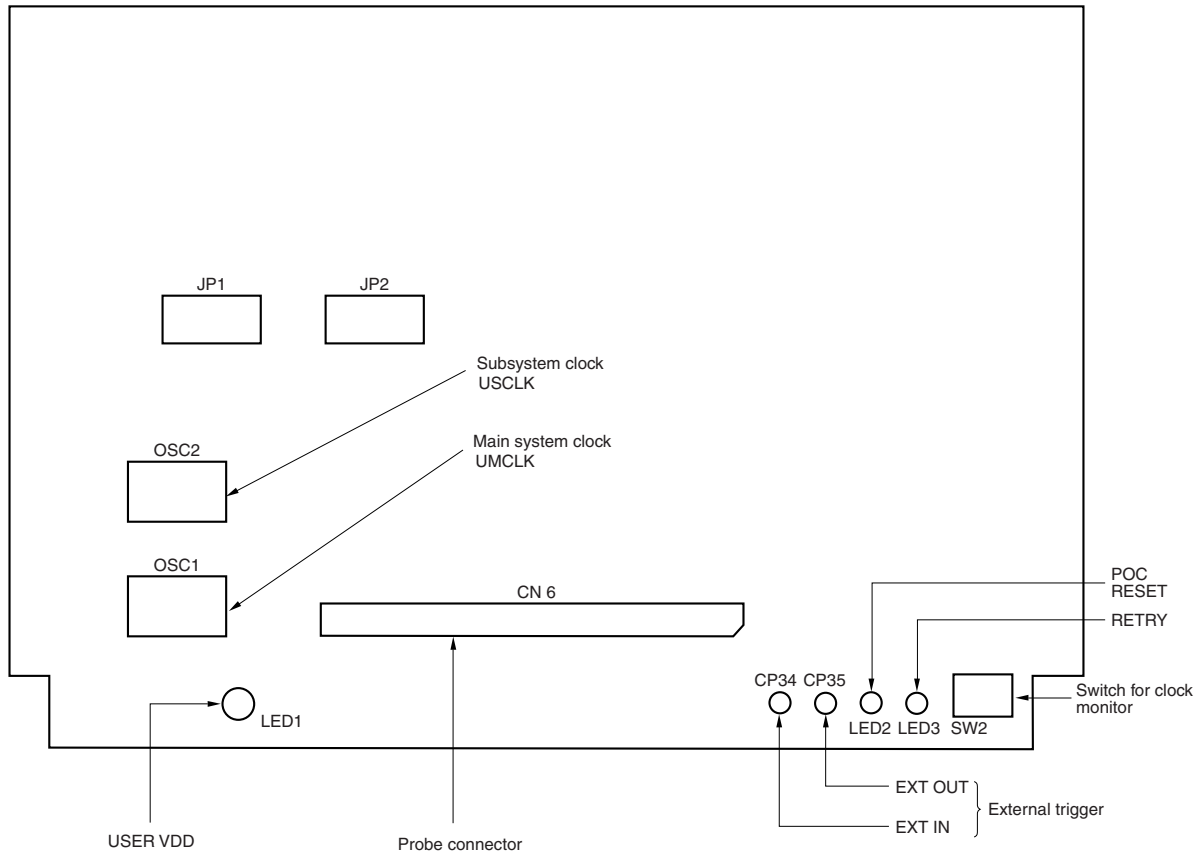 JP1
JP2
Subsystem clock
USCLK
OSC2
Main system clock
UMCLK
OSC1
CN 6
POC
RESET
RETRY
CP34
CP35
Switch for clock
monitor
LED1
LED2
LED3
SW2
EXT OUT
External trigger
EXT IN
USER VDD
Probe connector